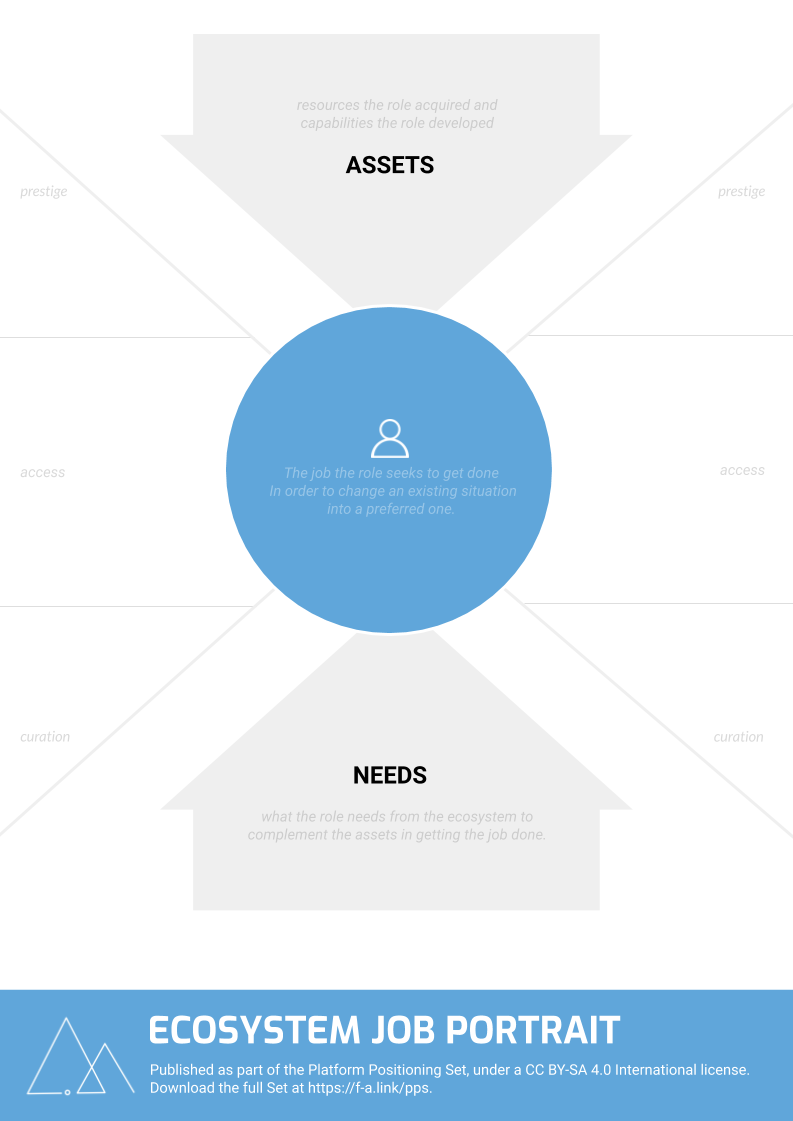 resources the role acquired and
capabilities the role developed
ASSETS
prestige
prestige
The job the role seeks to get done
In order to change an existing situation
into a preferred one.
access
access
curation
curation
NEEDS
what the role needs from the ecosystem to
complement the assets in getting the job done.
ECOSYSTEM JOB PORTRAIT
Published as part of the Platform Positioning Set, under a CC BY-SA 4.0 International license.
Download the full Set at https://f-a.link/pps.